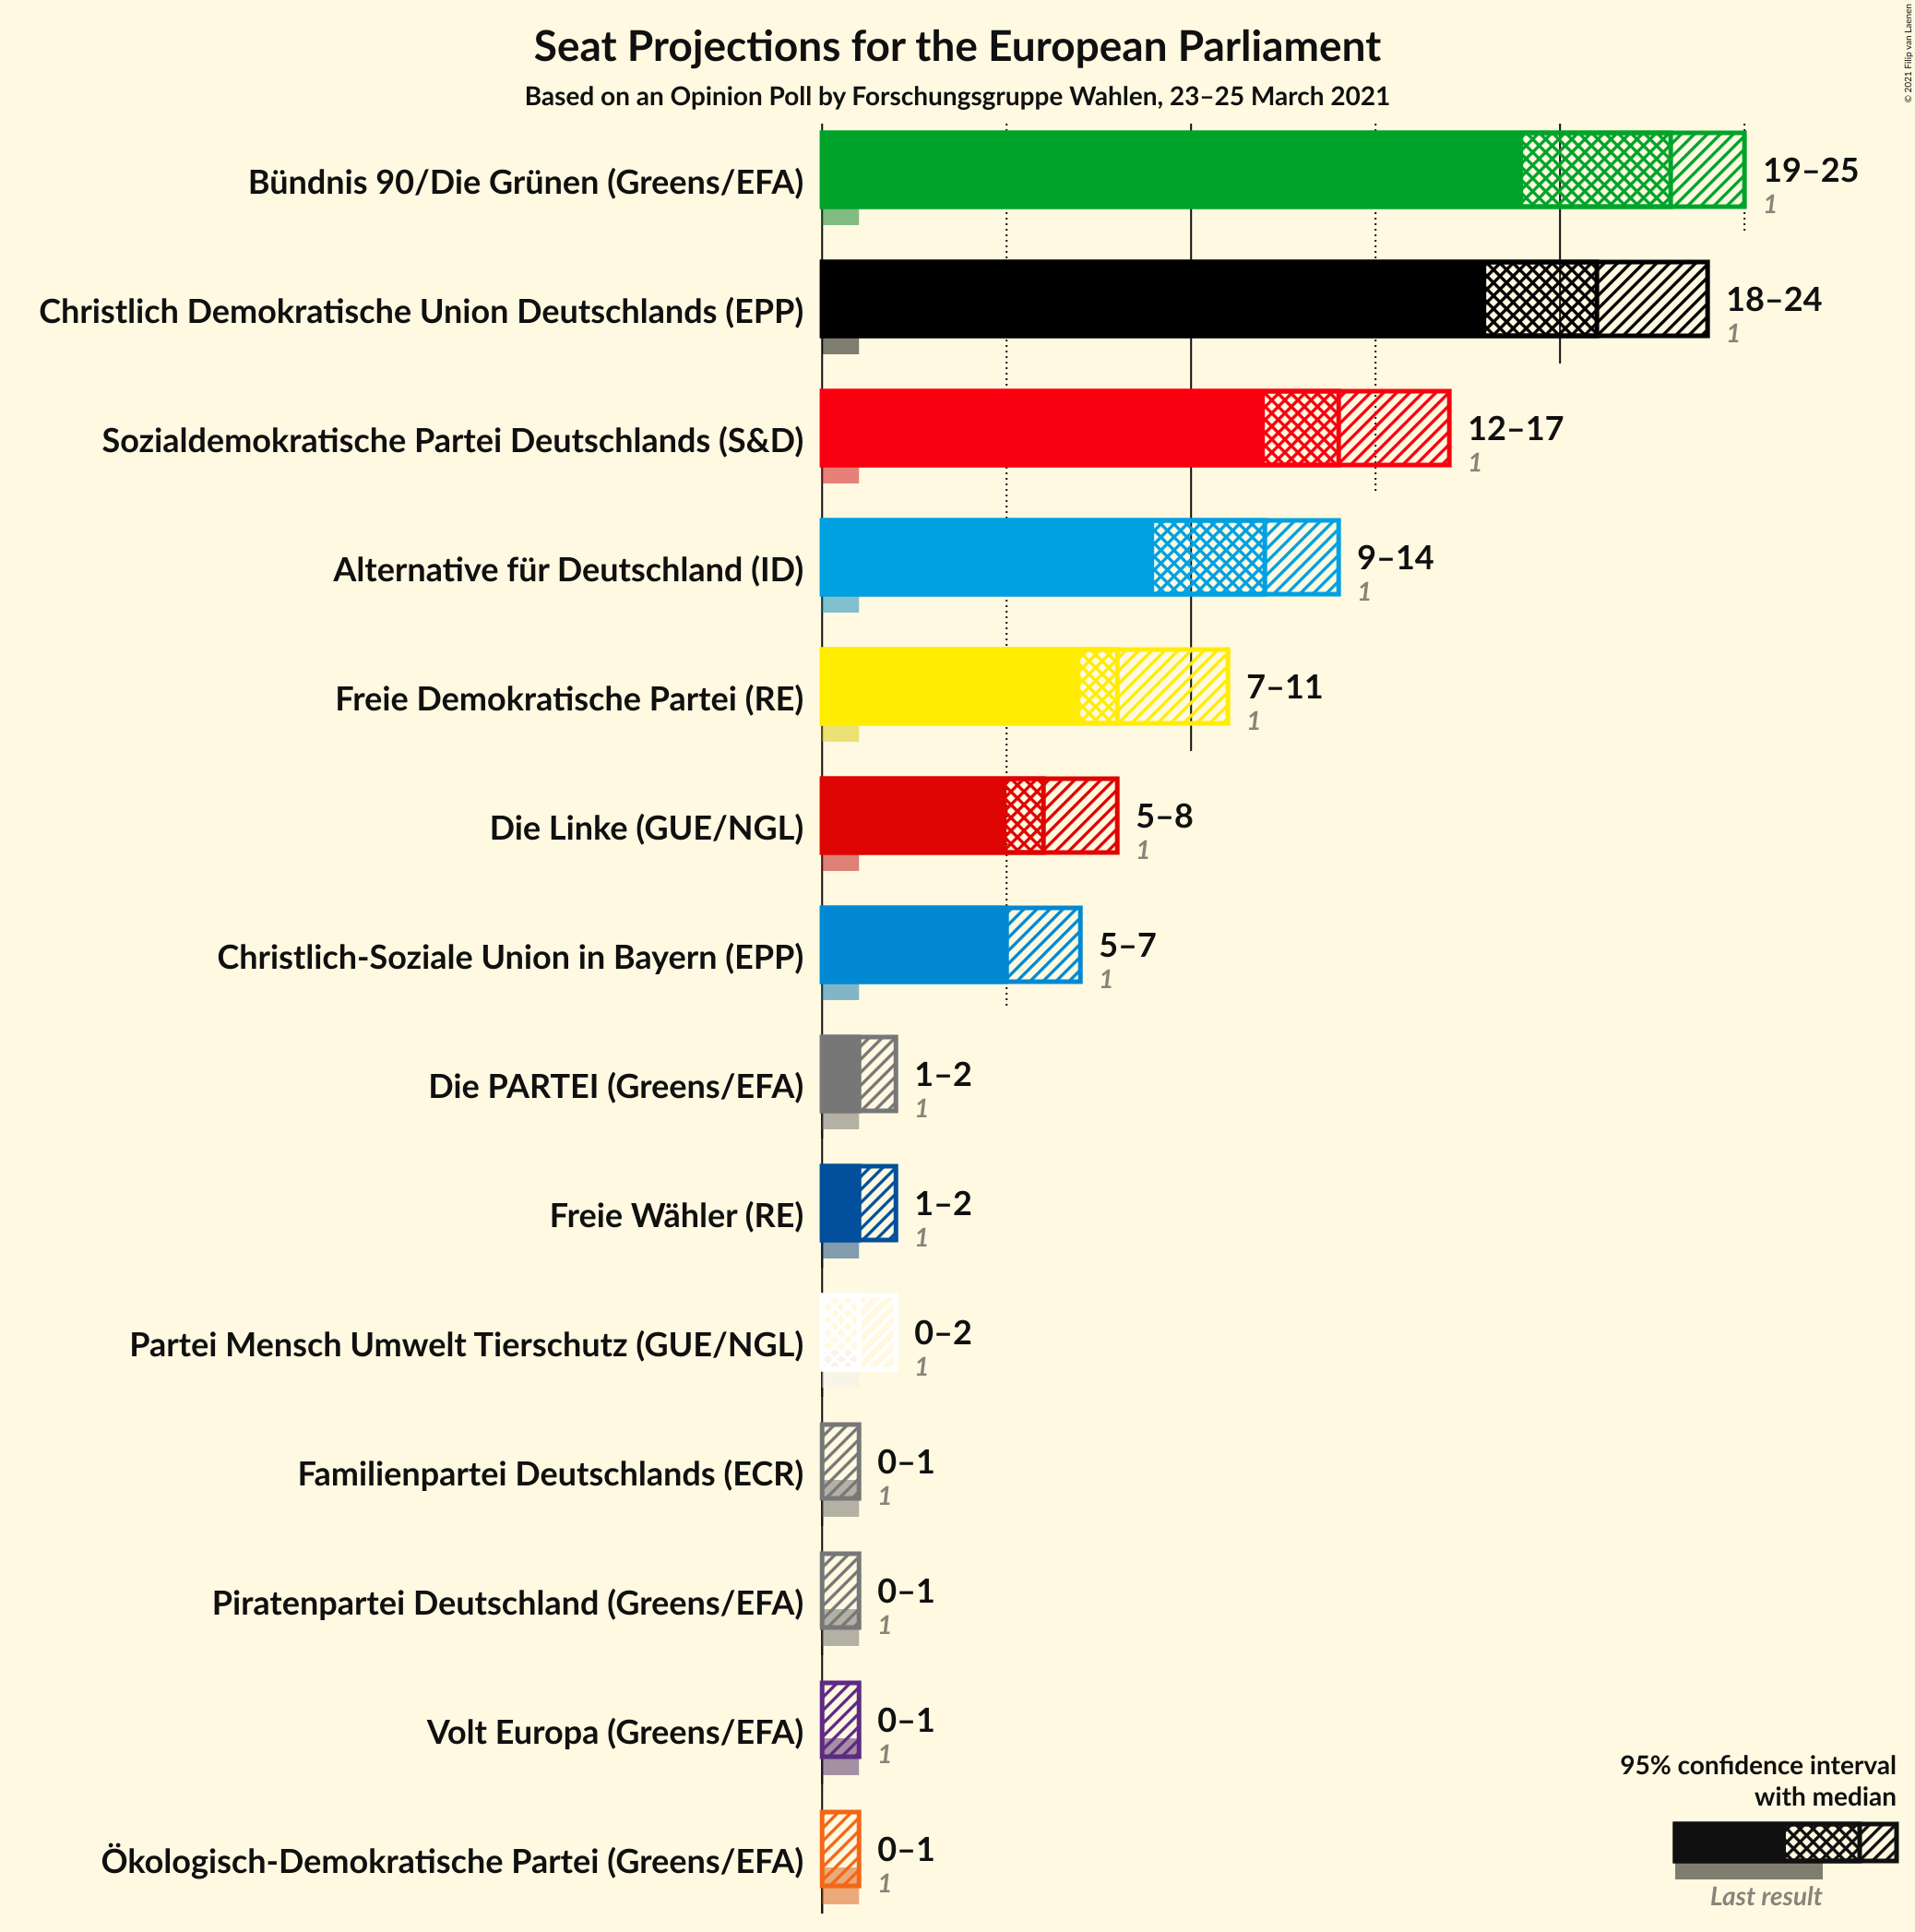 Seat Projections for the European Parliament
Based on an Opinion Poll by Forschungsgruppe Wahlen, 23–25 March 2021
© 2021 Filip van Laenen
Bündnis 90/Die Grünen (Greens/EFA)
19–25
1
Christlich Demokratische Union Deutschlands (EPP)
18–24
1
Sozialdemokratische Partei Deutschlands (S&D)
12–17
1
Alternative für Deutschland (ID)
9–14
1
Freie Demokratische Partei (RE)
7–11
1
Die Linke (GUE/NGL)
5–8
1
Christlich-Soziale Union in Bayern (EPP)
5–7
1
Die PARTEI (Greens/EFA)
1–2
1
Freie Wähler (RE)
1–2
1
Partei Mensch Umwelt Tierschutz (GUE/NGL)
0–2
1
Familienpartei Deutschlands (ECR)
0–1
1
Piratenpartei Deutschland (Greens/EFA)
0–1
1
Volt Europa (Greens/EFA)
0–1
1
Ökologisch-Demokratische Partei (Greens/EFA)
0–1
1
95% confidence interval
with median
Last result